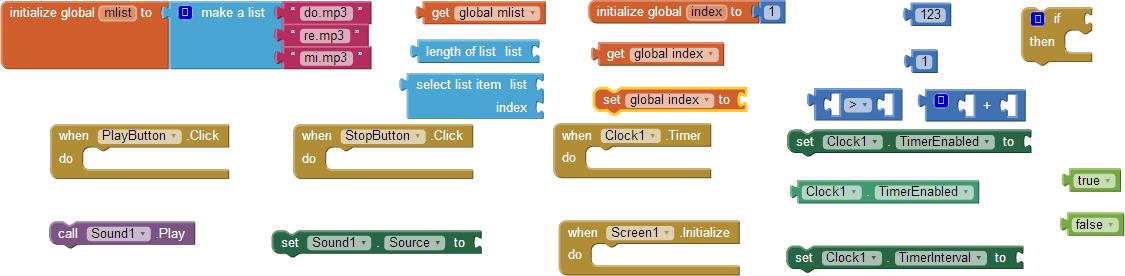 initialize global mlist to make a list " do.mp3 "
" re.mp3 "
" mi.mp3 "
get global mlist
length of list list
select list item list
index
initialize global index to 1
get global index
set global index to
123
1
if
then
>
+
when PlayButton .Click
do
when StopButton .Click
do
when Clock1 .Timer
do
set Clock1 . TimerEnabled to
Clock1 . TimerEnabled
true
false
call Sound1 .Play
set Sound1 . Source to
when Screen1 .Initialize
do
set Clock1 . TimerInterval to